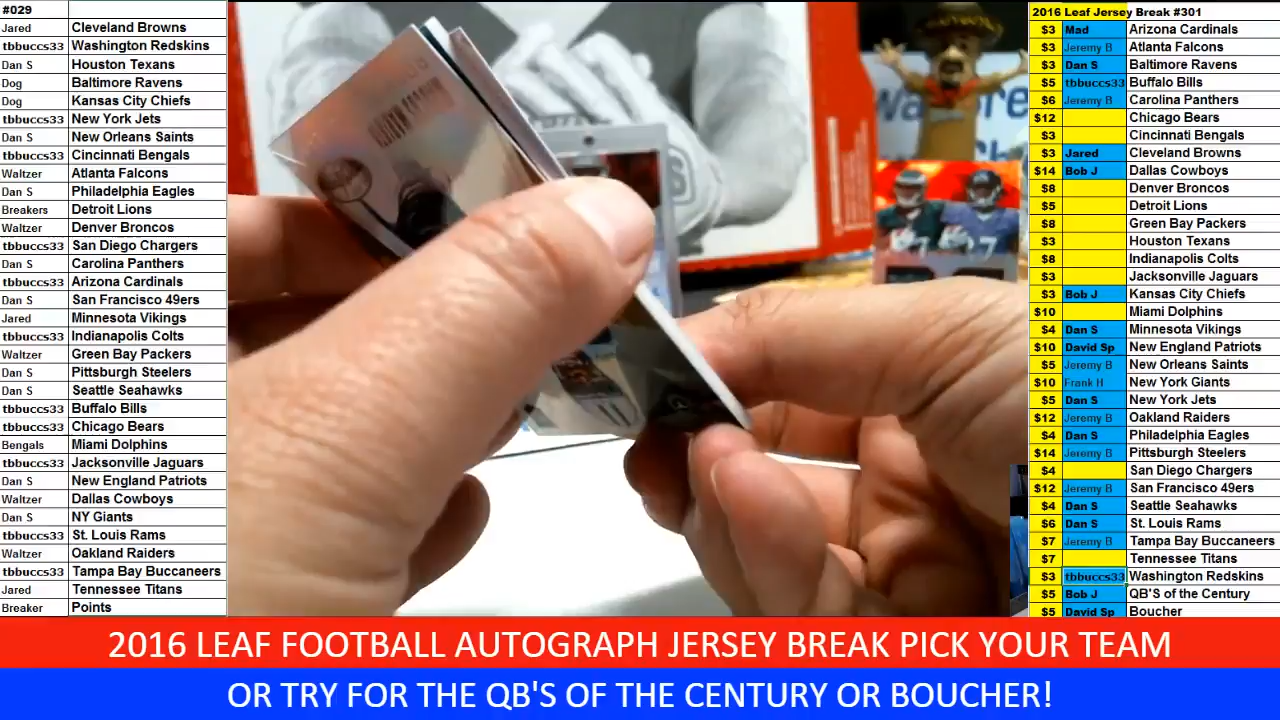 #029
Jared Cleveland Browns
tbbuccs33 Washington Redskins
Dan S Houston Texans
Dog Baltimore Ravens
Dog Kansas City Chiefs
tbbuccs33 New York Jets
Dan S New Orleans Saints
tbbuccs33 Cincinnati Bengals
Waltzer Atlanta Falcons
Dan S Philadelphia Eagles
Breakers Detroit Lions
Waltzer Denver Broncos
tbbuccs33 San Diego Chargers
Dan S Carolina Panthers
tbbuccs33 Arizona Cardinals
Dan S San Francisco 49ers
Jared Minnesota Vikings
tbbuccs33 Indianapolis Colts
Waltzer Green Bay Packers
Dan S Pittsburgh Steelers
Dan S Seattle Seahawks
tbbuccs33 Buffalo Bills
tbbuccs33 Chicago Bears
Bengals Miami Dolphins
tbbuccs33 Jacksonville Jaguars
Dan S New England Patriots
Waltzer Dallas Cowboys
Dan S NY Giants
tbbuccs33 St. Louis Rams
Waltzer Oakland Raiders
tbbuccs33 Tampa Bay Buccaneers
Jared Tennessee Titans
Breaker Points
2016 Leaf Jersey Break #301
$3 Mad Arizona Cardinals
$3 Jeremy B Atlanta Falcons
$3 Dan S Baltimore Ravens
$5 tbbuccs33 Buffalo Bills
$6 Jeremy B Carolina Panthers
$12 Chicago Bears
$3 Cincinnati Bengals
$3 Jared Cleveland Browns
$14 Bob J Dallas Cowboys
$8 Denver Broncos
$5 Detroit Lions
$8 Green Bay Packers
$3 Houston Texans
$8 Indianapolis Colts
$3 Jacksonville Jaguars
$3 Bob J Kansas City Chiefs
$10 Miami Dolphins
$4 Dan S Minnesota Vikings
$10 David Sp New England Patriots
$5 Jeremy B New Orleans Saints
$10 Frank H New York Giants
$5 Dan S New York Jets
$12 Jeremy B Oakland Raiders
$4 Dan S Philadelphia Eagles
$14 Jeremy B Pittsburgh Steelers
$4 San Diego Chargers
$12 Jeremy B San Francisco 49ers
$4 Dan S Seattle Seahawks
$6 Dan S St. Louis Rams
$7 Jeremy B Tampa Bay Buccaneers
$7 Tennessee Titans
$3 tbbuccs33 Washington Redskins
$5 Bob J QB'S of the Century
$5 David Sp Boucher
2016 LEAF FOOTBALL AUTOGRAPH JERSEY BREAK PICK YOUR TEAM
OR TRY FOR THE QB'S OF THE CENTURY OR BOUCHER!